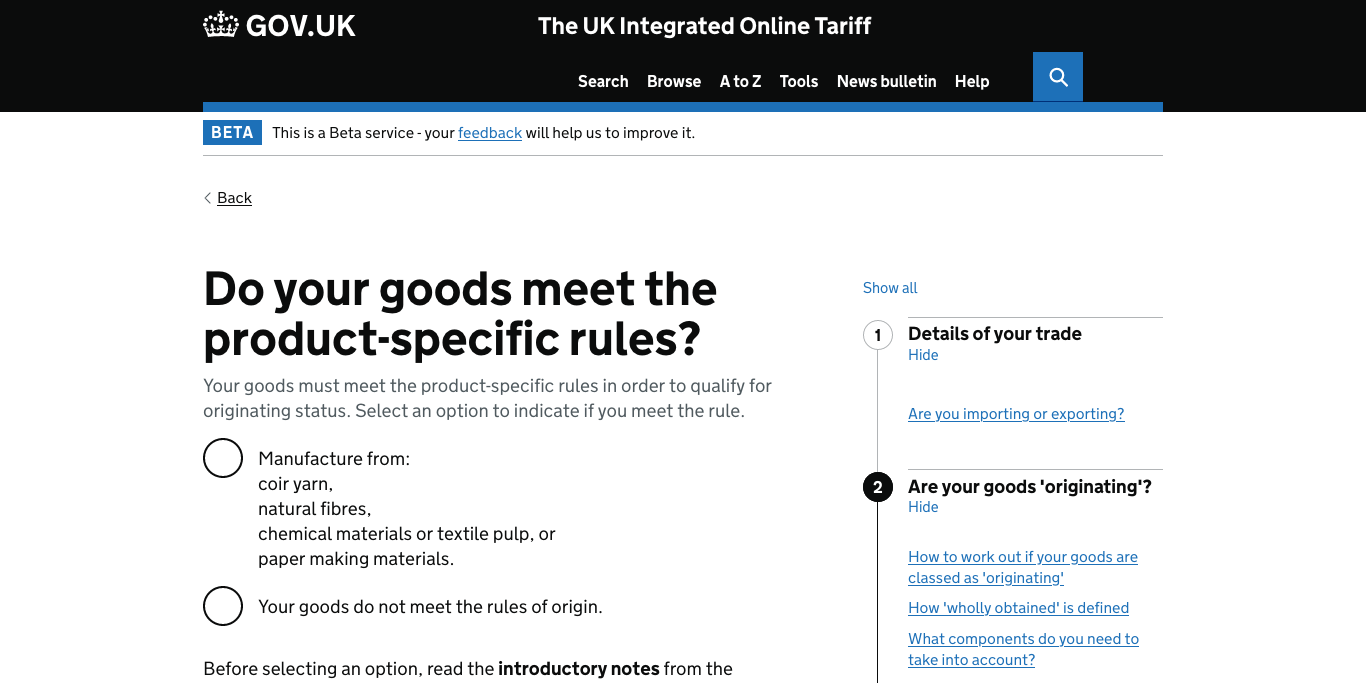 GOV.UK
The UK Integrated Online Tariff
Search Browse A to Z Tools News bulletin Help
BETA This is a Beta service - your feedback will help us to improve it.
Back
Do your goods meet the
product-specific rules?
Your goods must meet the product-specific rules in order to qualify for
originating status. Select an option to indicate if you meet the rule.
Manufacture from:
coir yarn,
natural fibres,
chemical materials or textile pulp, or
paper making materials.
Your goods do not meet the rules of origin.
Before selecting an option, read the introductory notes from the
Show all
1 Details of your trade
Hide
Are you importing or exporting?
2 Are your goods 'originating'?
Hide
How to work out if your goods are
classed as 'originating'
How 'wholly obtained' is defined
What components do you need to
take into account?